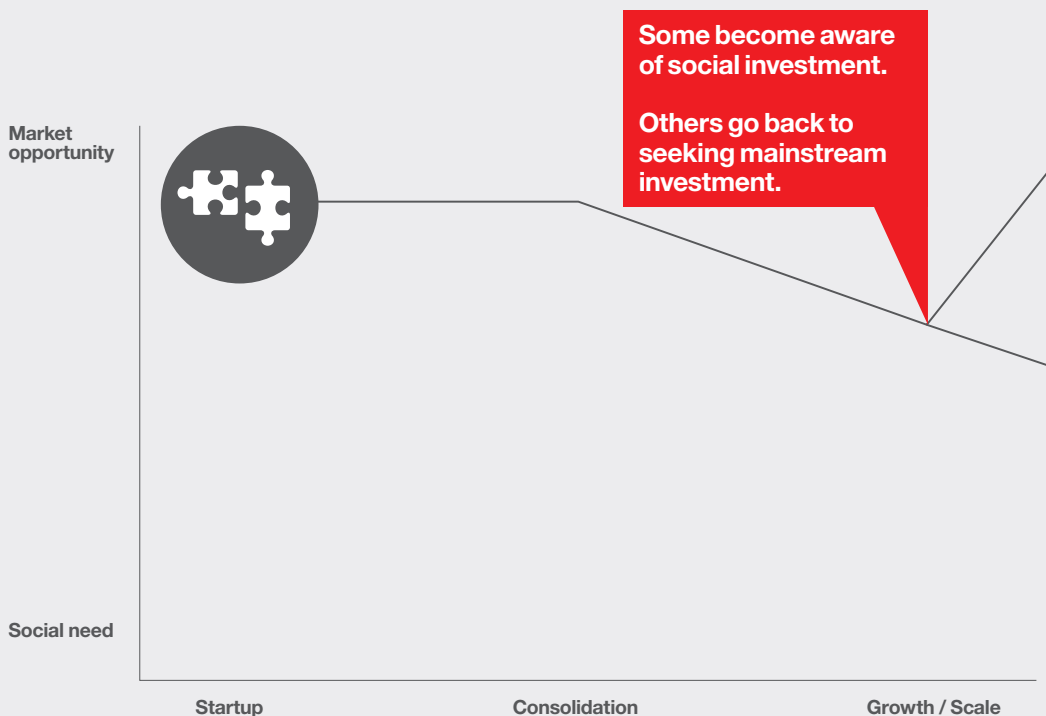 Some become aware
of social investment.
Others go back to
seeking mainstream
investment.
Market
opportunity
Social need
Startup
Consolidation
Growth / Scale